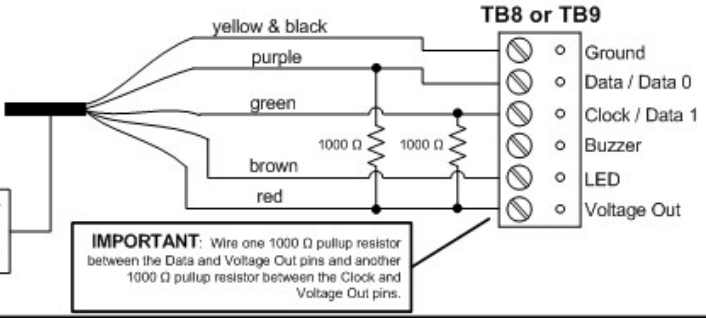 TB8 or TB9
yellow & black
Ground
purple
Data / Data 0
green
Clock / Data 1
1000 Ω
1000 Ω
Buzzer
brown
LED
red
Voltage Out
IMPORTANT: Wire one 1000 Ω pullup resistor
between the Data and Voltage Out pins and another
1000 Ω pullup resistor between the Clock and
Voltage Out pins.